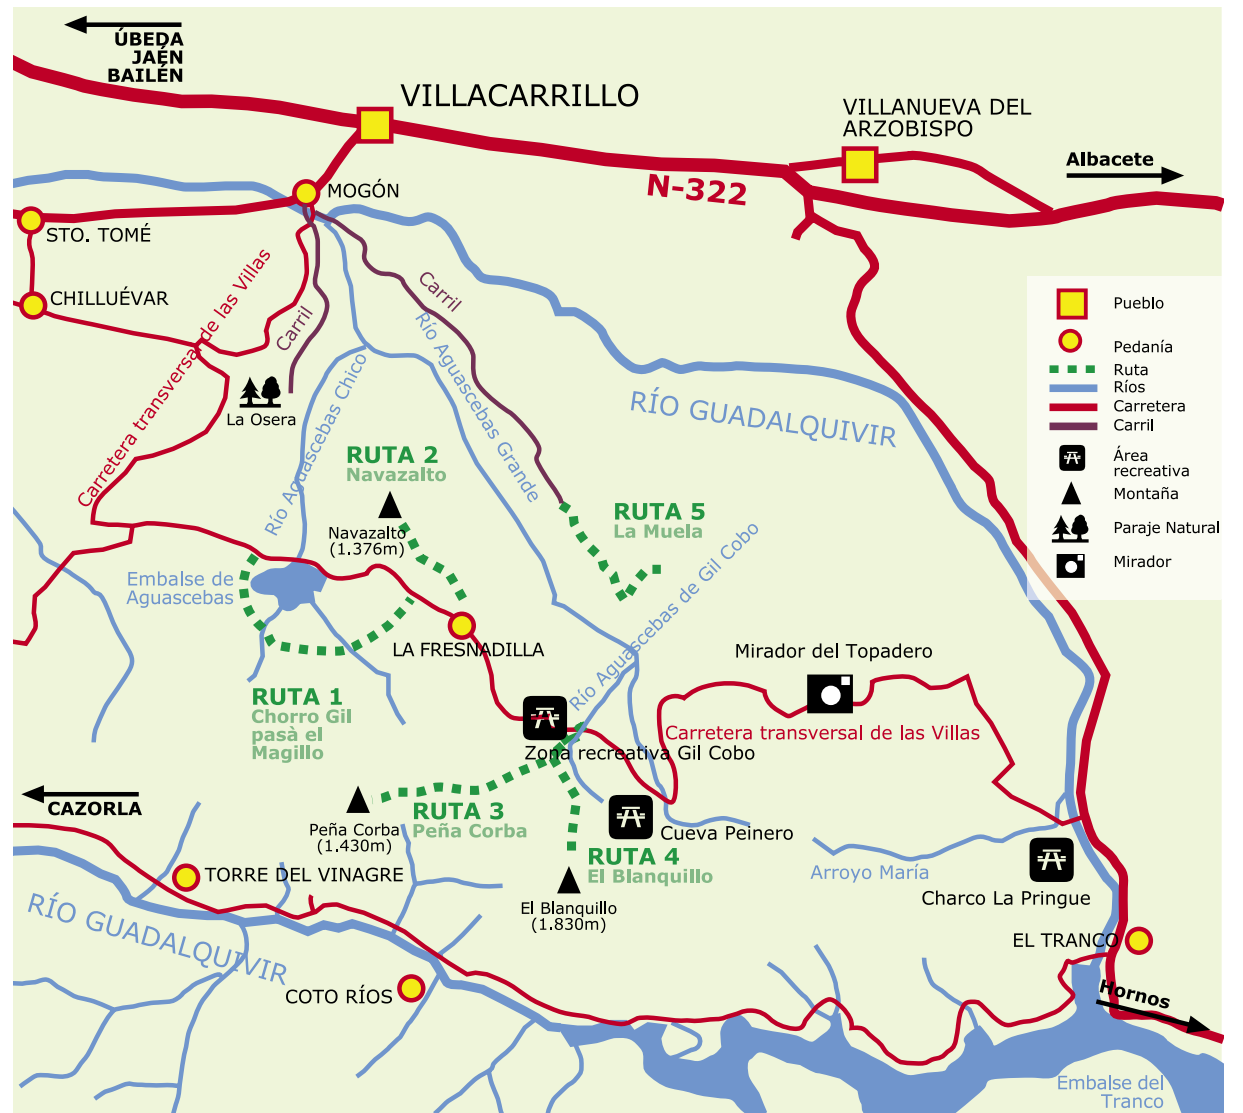 ÚBEDA
JAÉN
BAILÉN
VILLACARRILLO
VILLANUEVA DEL
ARZOBISPO
Albacete
N-322
MOGÓN
STO. TOMÉ
CHILLUÉVAR
Carretera transversal de las Villas
Carril
Carril
La Osera
Río Aguascebas Chico
Río Aguascebas Grande
RÍO GUADALQUIVIR
Pueblo
Pedanía
Ruta
Ríos
Carretera
Carril
Área
recreativa
Montaña
Paraje Natural
Mirador
RUTA 2
Navazalto
Navazalto
(1.376m)
RUTA 5
La Muela
Embalse de
Aguascebas
Río Aguascebas de Gil Cobo
LA FRESNADILLA
Mirador del Topadero
RUTA 1
Chorro Gil
pasà el
Magillo
Carretera transversal de las Villas
Zona recreativa Gil Cobo
CAZORLA
RUTA 3
Peña Corba
Peña Corba
(1.430m)
Cueva Peinero
RUTA 4
El Blanquillo
El Blanquillo
(1.830m)
Arroyo María
Charco La Pringue
TORRE DEL VINAGRE
RÍO GUADALQUIVIR
EL TRANCO
COTO RÍOS
Hornos
Embalse del
Tranco